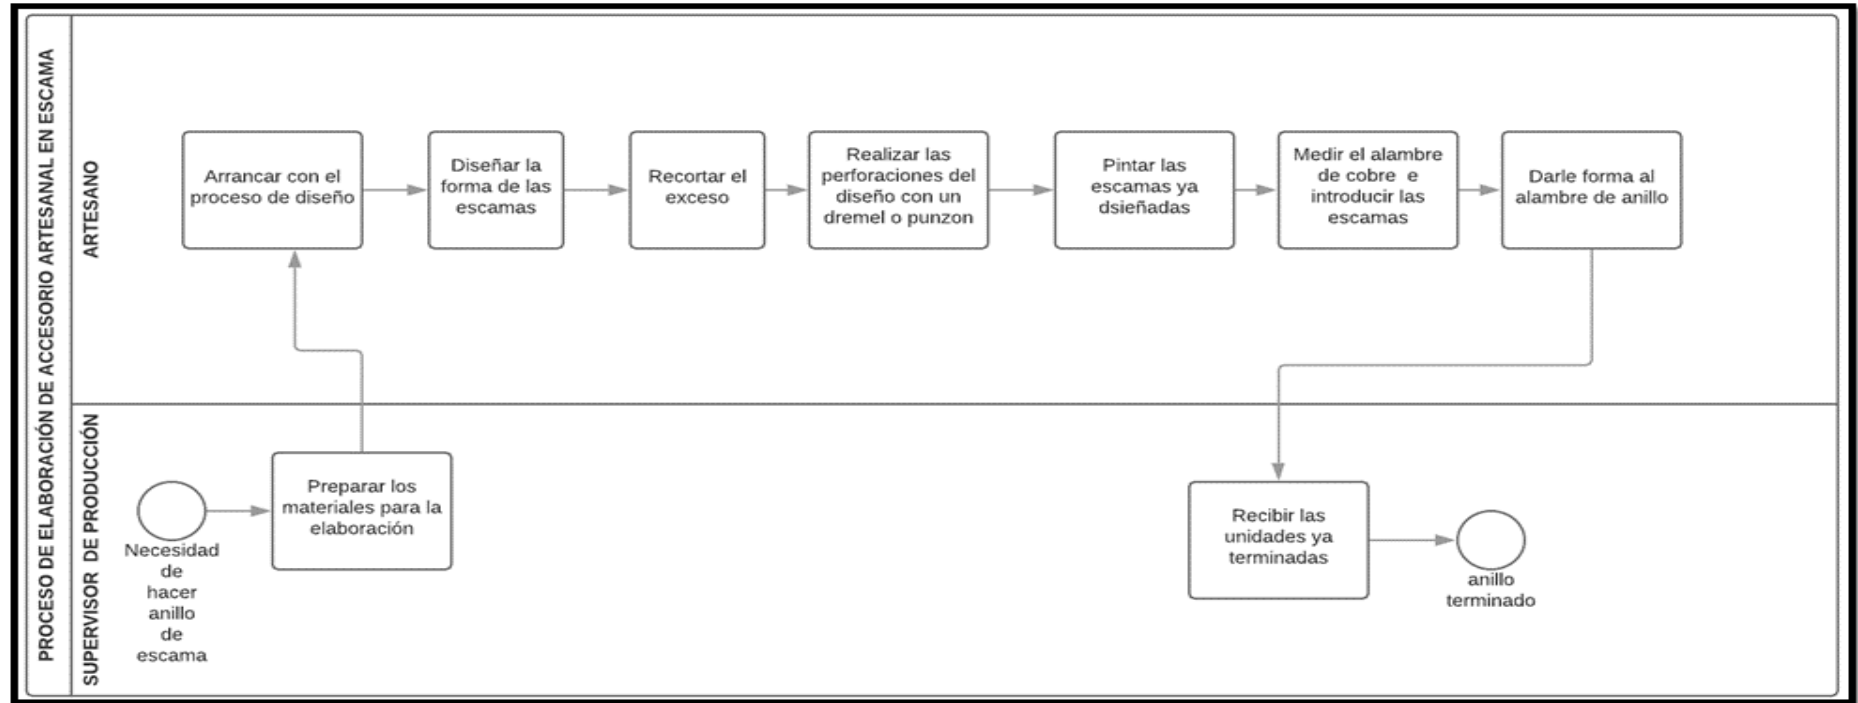 PROCESO DE ELABORACIÓN DE ACCESORIO ARTESANAL EN ESCAMA
ARTESANO
Arrancar con el
proceso de diseño
Diseñar la
forma de las
escamas
Recortar el
exceso
Realizar las
perforaciones del
diseño con un
dremel o punzon
Pintar las
escamas ya
dsieñadas
Medir el alambre
de cobre e
introducir las
escamas
Darle forma al
alambre de anillo
SUPERVISOR DE PRODUCCIÓN
Necesidad
de
hacer
anillo
de
escama
Preparar los
materiales para la
elaboración
Recibir las
unidades ya
terminadas
anillo
terminado